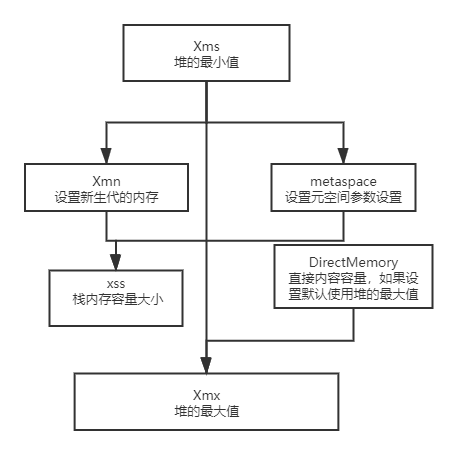 Xms
堆的最小值
Xmn
设置新生代的内存
metaspace
设置元空间参数设置
DirectMemory
直接内容容量，如果设
置默认使用堆的最大值
xss
栈内存容量大小
Xmx
堆的最大值